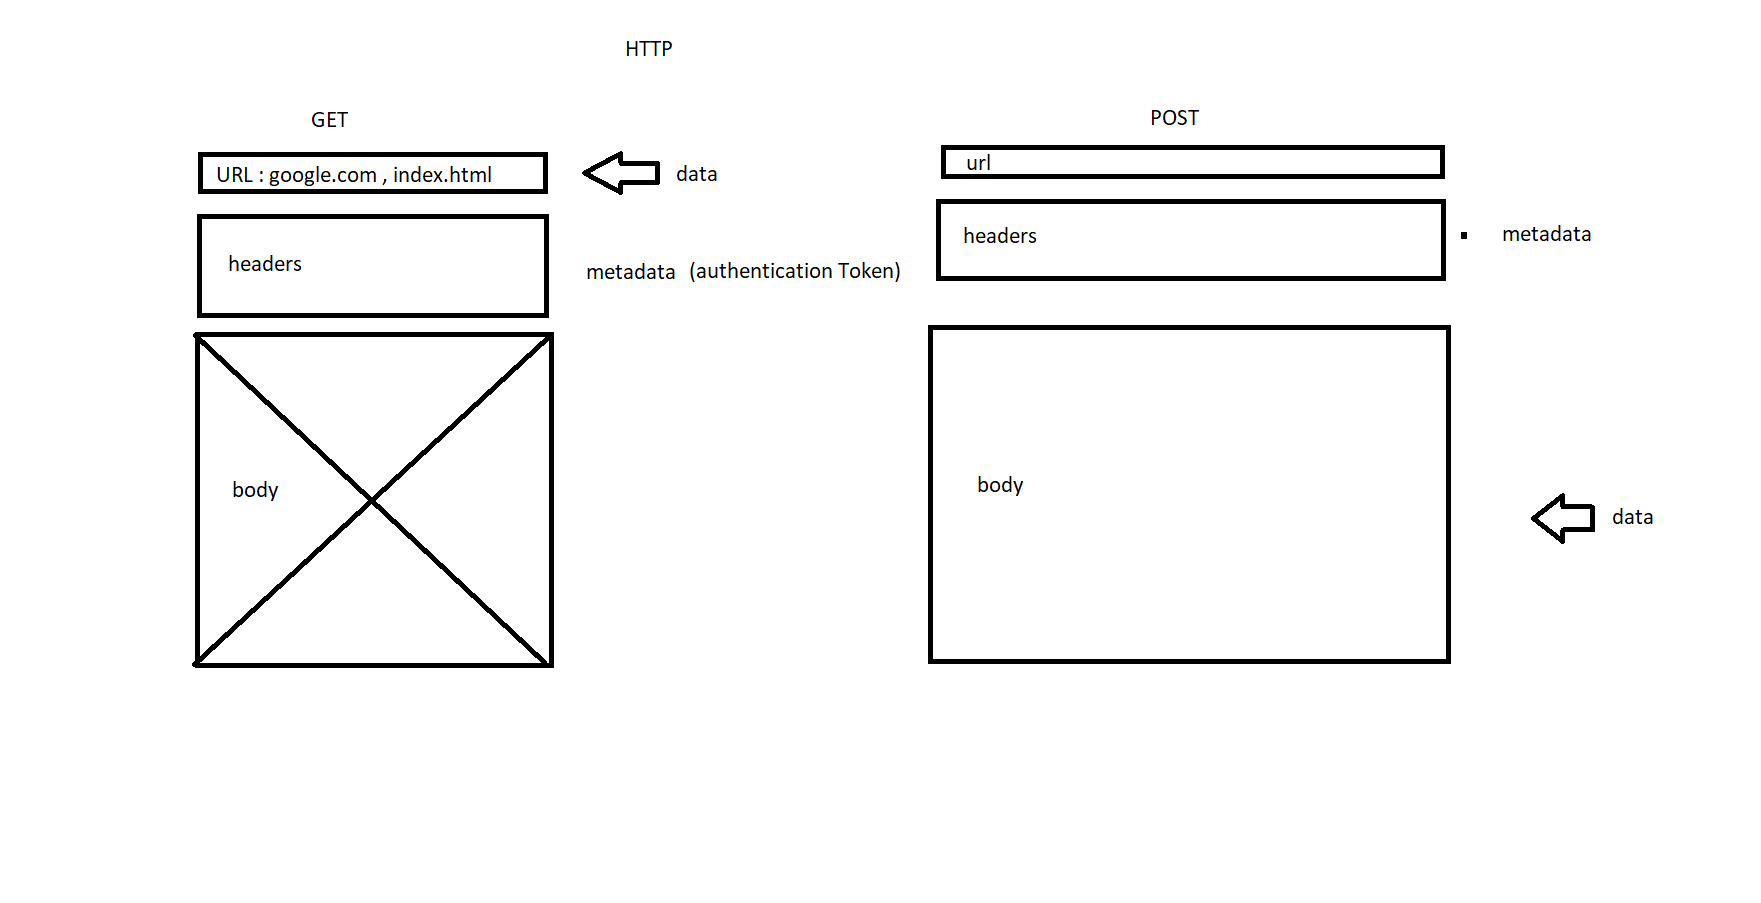 HTTP
GET
URL : google.com , index.html
data
headers
metadata (authentication Token)
body
POST
url
headers
metadata
body
data